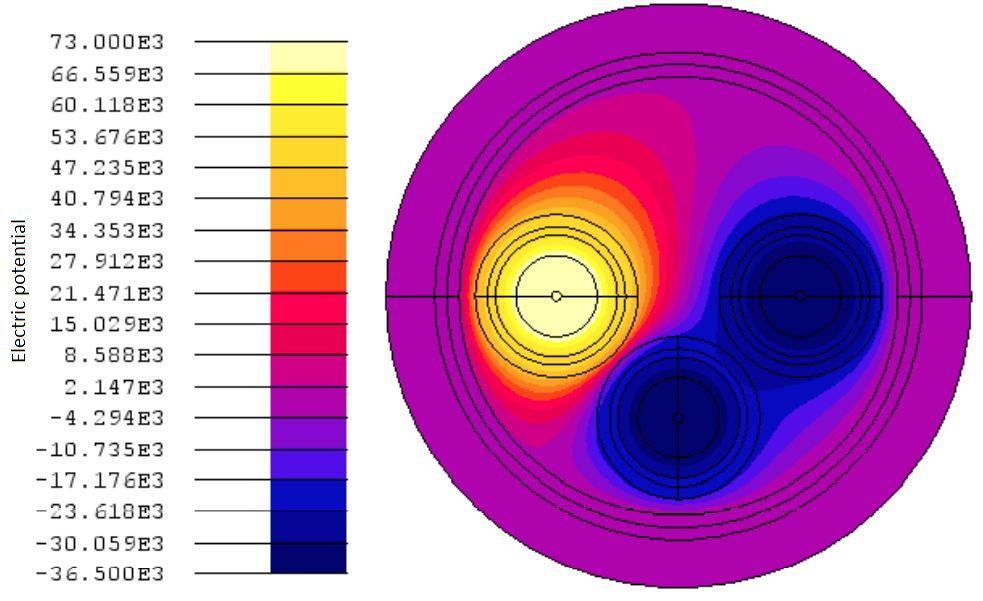 73.000E3
66.559E3
60.118E3
53.676E3
47.235E3
40.794E3
34.353E3
27.912E3
21.471E3
15.029E3
8.588E3
2.147E3
-4.294E3
-10.735E3
-17.176E3
-23.618E3
-30.059E3
-36.500E3
Electric potential